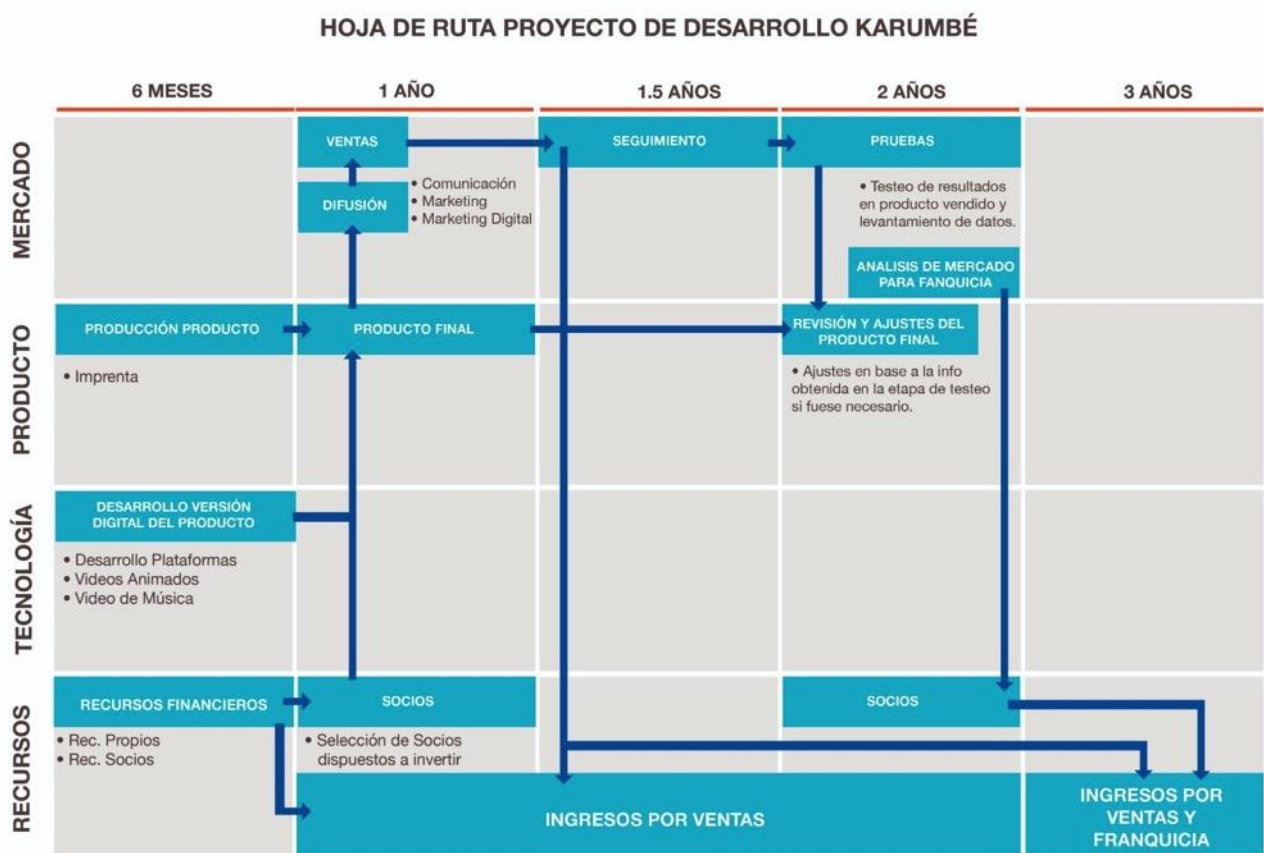 HOJA DE RUTA PROYECTO DE DESARROLLO KARUMBÉ
6 MESES
1 AÑO
1.5 AÑOS
2 AÑOS
3 AÑOS
MERCADO
VENTAS
DIFUSIÓN
• Comunicación
• Marketing
• Marketing Digital
SEGUIMIENTO
PRUEBAS
• Testeo de resultados
en producto vendido y
levantamiento de datos.
ANALISIS DE MERCADO
PARA FANQUICIA
PRODUCTO
PRODUCCIÓN PRODUCTO
• Imprenta
PRODUCTO FINAL
REVISIÓN Y AJUSTES DEL
PRODUCTO FINAL
• Ajustes en base a la info
obtenida en la etapa de testeo
si fuese necesario.
TECNOLOGÍA
DESARROLLO VERSIÓN
DIGITAL DEL PRODUCTO
• Desarrollo Plataformas
• Videos Animados
• Video de Música
RECURSOS
RECURSOS FINANCIEROS
• Rec. Propios
• Rec. Socios
SOCIOS
• Selección de Socios
dispuestos a invertir
SOCIOS
INGRESOS POR VENTAS
INGRESOS POR
VENTAS Y
FRANQUICIA